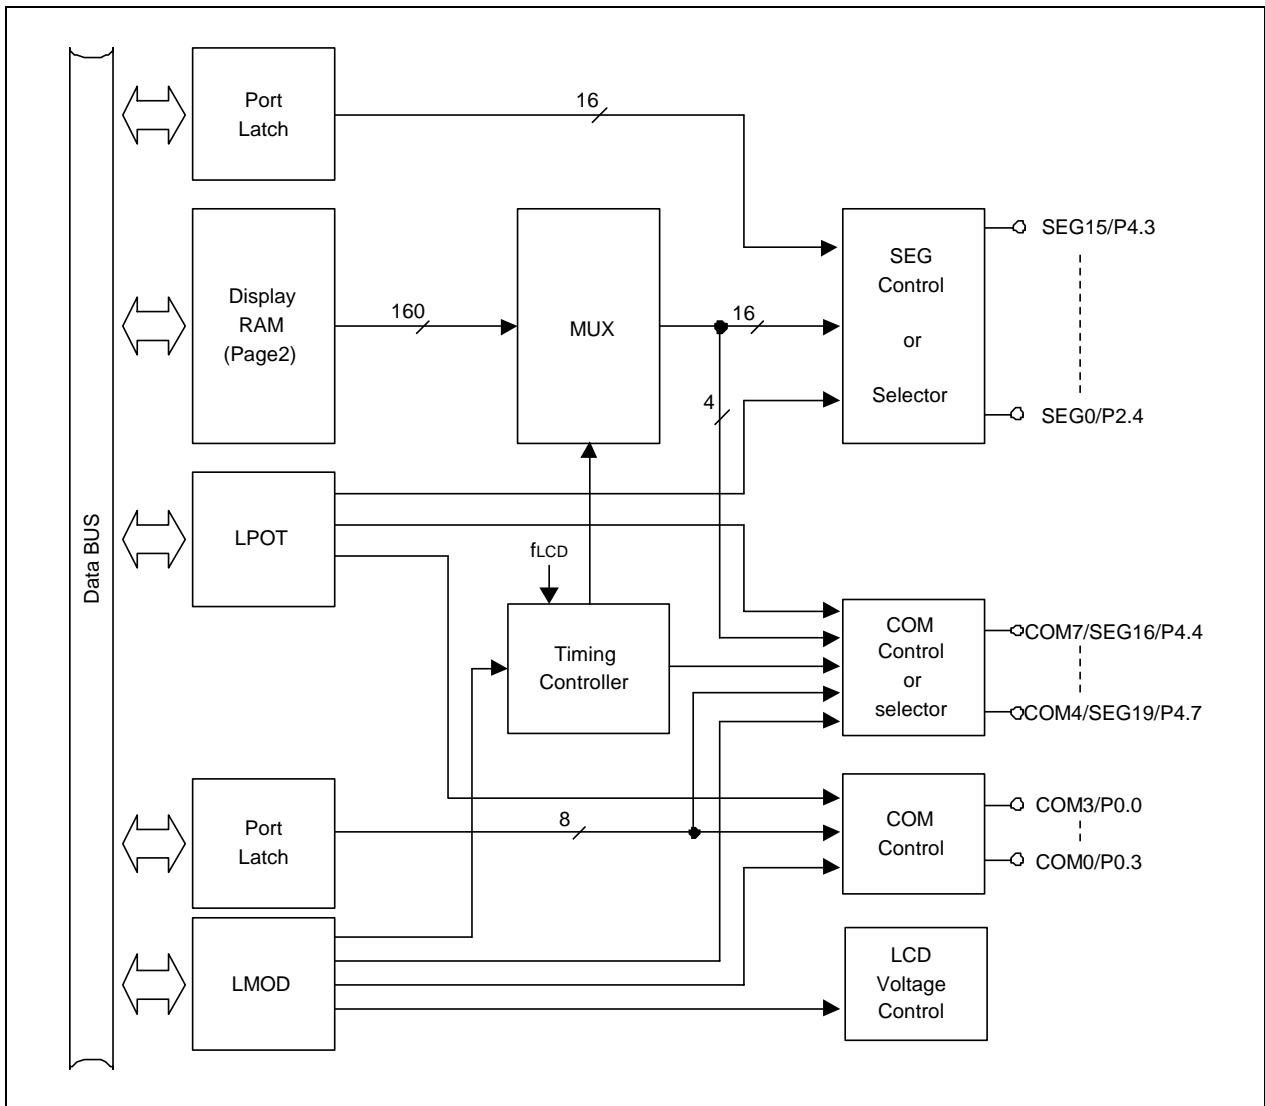 Data BUS
Port
Latch
16
SEG15/P4.3
SEG
Control
or
Selector
SEG0/P2.4
Display
RAM
(Page2)
160
MUX
16
4
LPOT
fLCD
Timing
Controller
COM
Control
or
selector
COM7/SEG16/P4.4
COM4/SEG19/P4.7
Port
Latch
8
COM
Control
COM3/P0.0
COM0/P0.3
LMOD
LCD
Voltage
Control